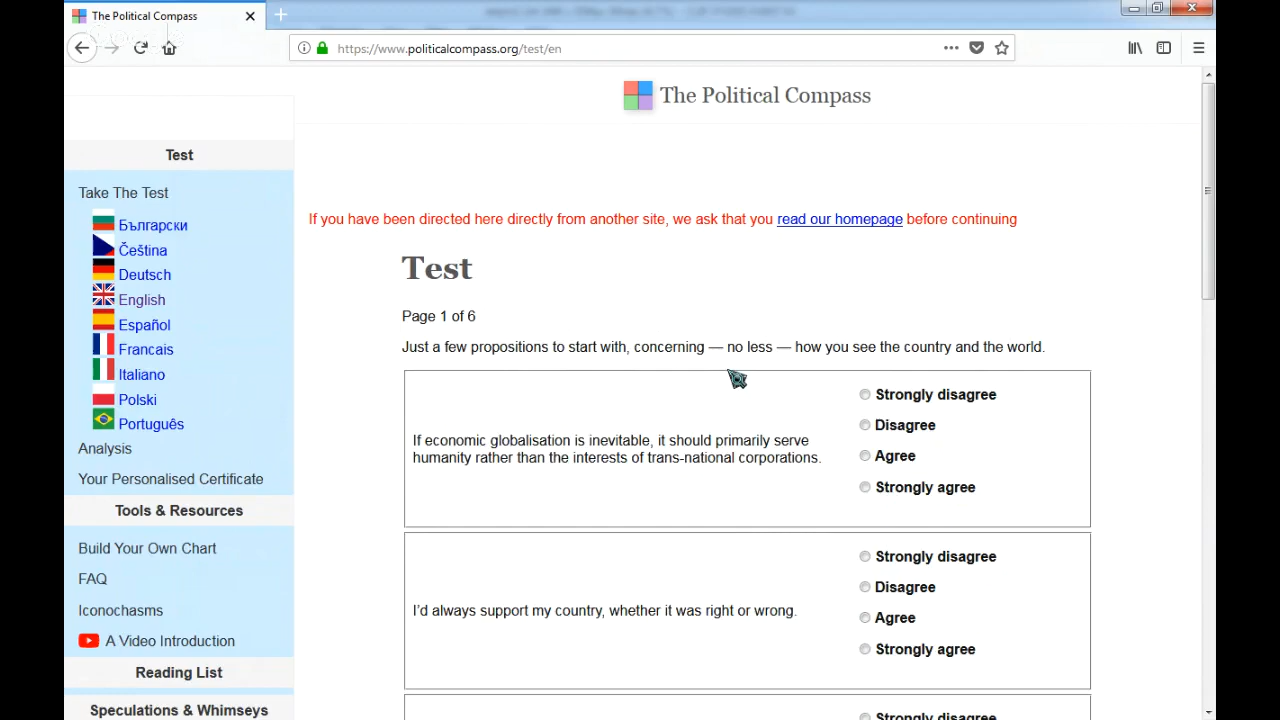 The Political Compass
https://www.politicalcompass.org/test/en
The Political Compass
Test
Take The Test
Български
Čeština
Deutsch
English
Español
Francais
Italiano
Polski
Português
Analysis
Your Personalised Certificate
Tools & Resources
Build Your Own Chart
FAQ
Iconochasms
A Video Introduction
Reading List
Speculations & Whimseys
If you have been directed here directly from another site, we ask that you read our homepage before continuing
Test
Page 1 of 6
Just a few propositions to start with, concerning — no less — how you see the country and the world.
If economic globalisation is inevitable, it should primarily serve
humanity rather than the interests of trans-national corporations.
Strongly disagree
Disagree
Agree
Strongly agree
I'd always support my country, whether it was right or wrong.
Strongly disagree
Disagree
Agree
Strongly agree
Strongly disagree